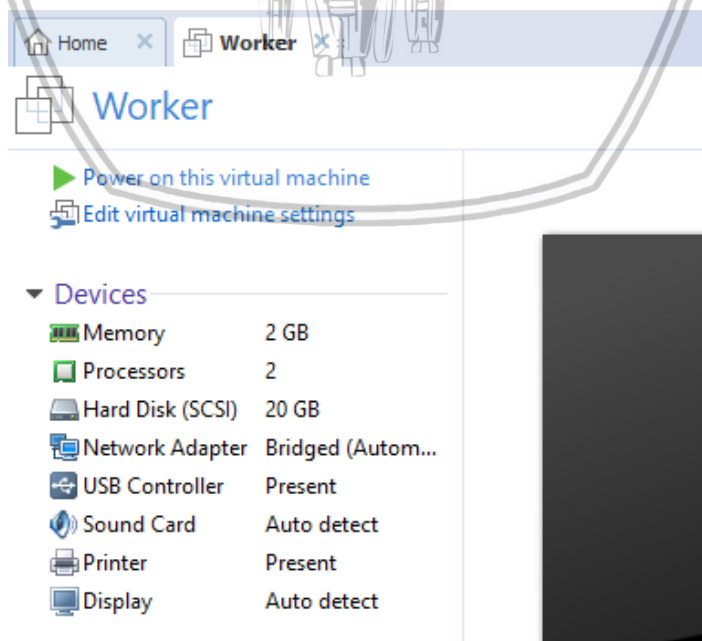 Home
Worker
Worker
Power on this virtual machine
Edit virtual machine settings
Devices
Memory 2 GB
Processors 2
Hard Disk (SCSI) 20 GB
Network Adapter Bridged (Autom...
USB Controller Present
Sound Card Auto detect
Printer Present
Display Auto detect